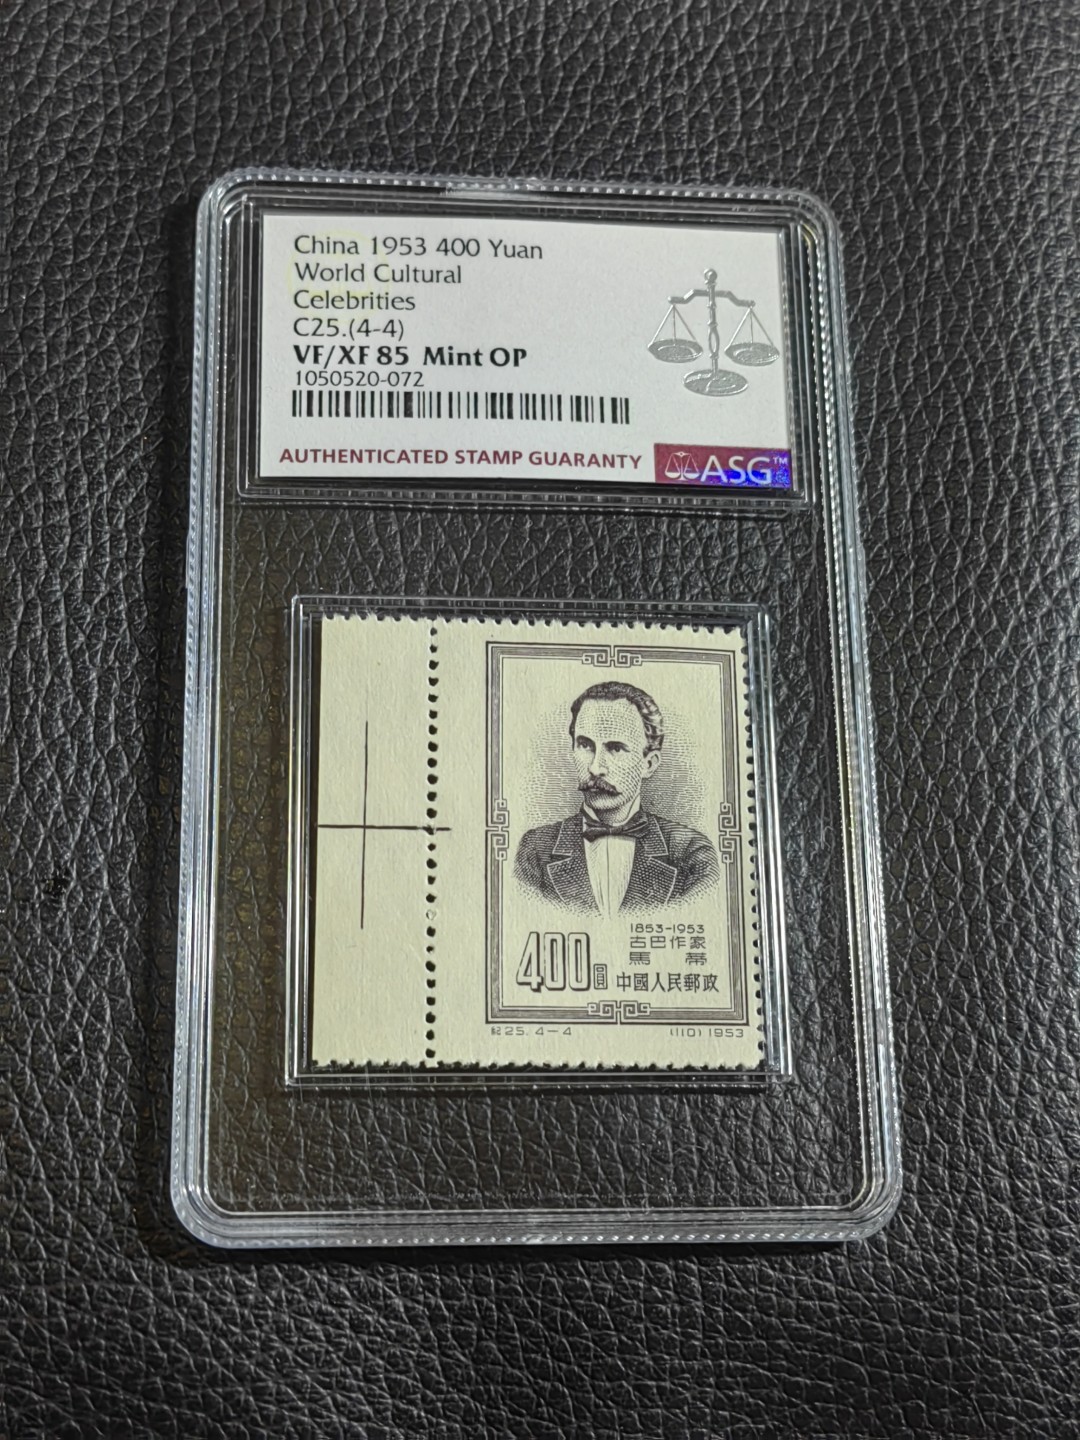 China 1953 400 Yuan
World Cultural
Celebrities
C25.(4-4)
VF/XF 85 Mint OP
1050520-072
AUTHENTICATED STAMP GUARANTY
ASG™
1853-1953
古巴作家
馬蒂
400圓 中國人民郵政
紀25. 4-4 (110) 1953